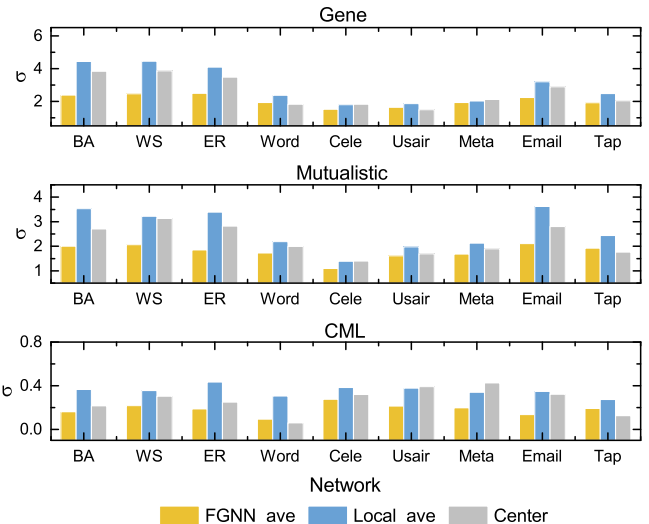 Gene
6
4
2
σ
BA WS ER Word Cele Usair Meta Email Tap
Mutualistic
4
3
2
1
σ
BA WS ER Word Cele Usair Meta Email Tap
CML
0.8
0.4
0.0
σ
BA WS ER Word Cele Usair Meta Email Tap
Network
FGNN ave Local ave Center